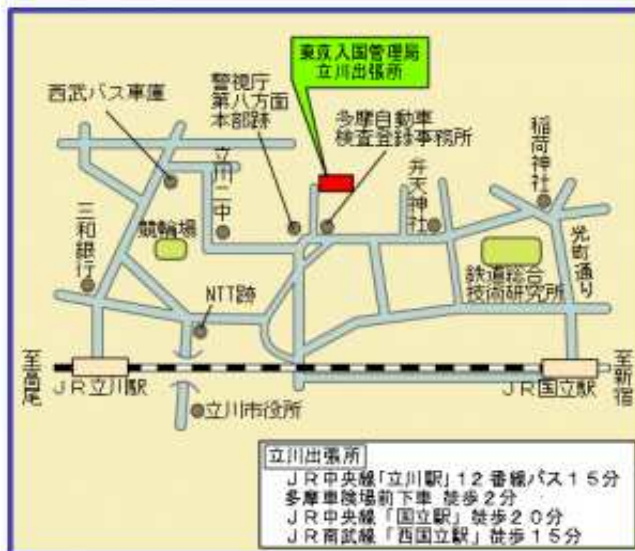 東京入国管理局
立川出張所
西武バス車庫
警視庁
第八方面
本部跡
多摩自動車
検査登録事務所
稲荷神社
立川二中
弁天神社
競輪場
三和銀行
光町通り
鉄道総合
技術研究所
NTT跡
至高尾
JR立川駅
JR国立駅
至新宿
立川市役所
立川出張所
JR中央線「立川駅」12番線バス15分
多摩車検場前下車 徒歩2分
JR中央線「国立駅」徒歩20分
JR南武線「西国立駅」徒歩15分